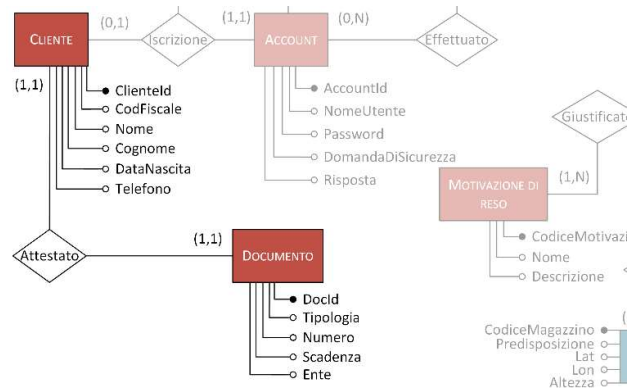 CLIENTE
(0,1)
Iscrizione
(1,1)
ACCOUNT
(0,N)
Effettuato
(1,1)
ClienteId
CodFiscale
Nome
Cognome
DataNascita
Telefono
AccountId
NomeUtente
Password
DomandaDiSicurezza
Risposta
Giustificato
(1,N)
MOTIVAZIONE DI
RESO
CodiceMotivazi
Nome
Descrizione
Attestato
(1,1)
DOCUMENTO
DocId
Tipologia
Numero
Scadenza
Ente
CodiceMagazzino
Predisposizione
Lat
Lon
Altezza
(